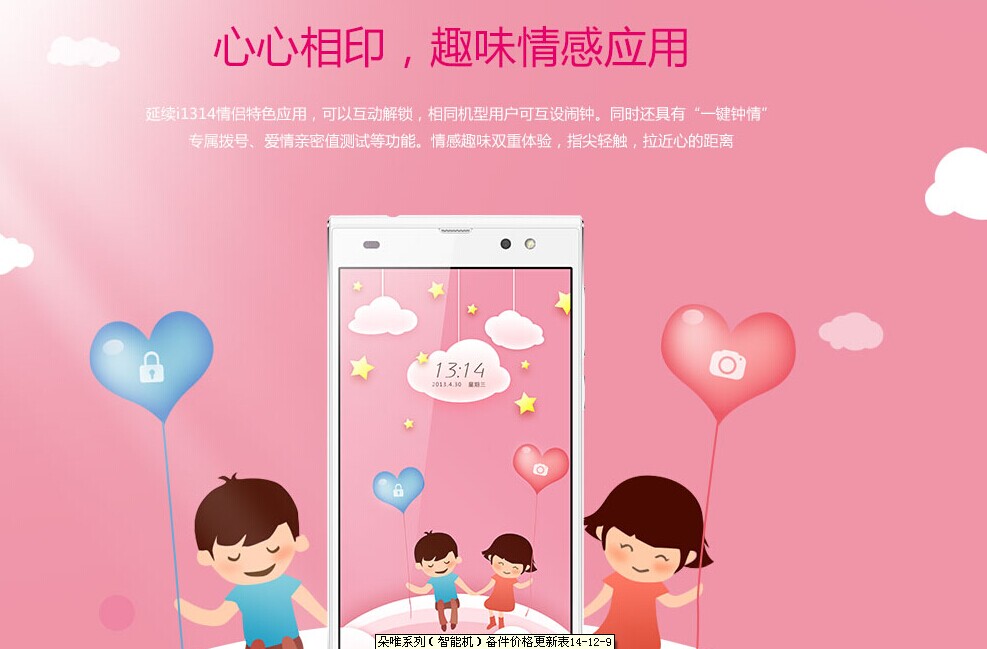 心心相印，趣味情感应用
延续i1314情侣特色应用，可以互动解锁，相同机型用户可互设闹钟。同时还具有“一键钟情”
专属拨号、爱情亲密值测试等功能。情感趣味双重体验，指尖轻触，拉近心的距离
13:14
2013.4.30 星期三
朵唯系列（智能机）备件价格更新表14-12-9